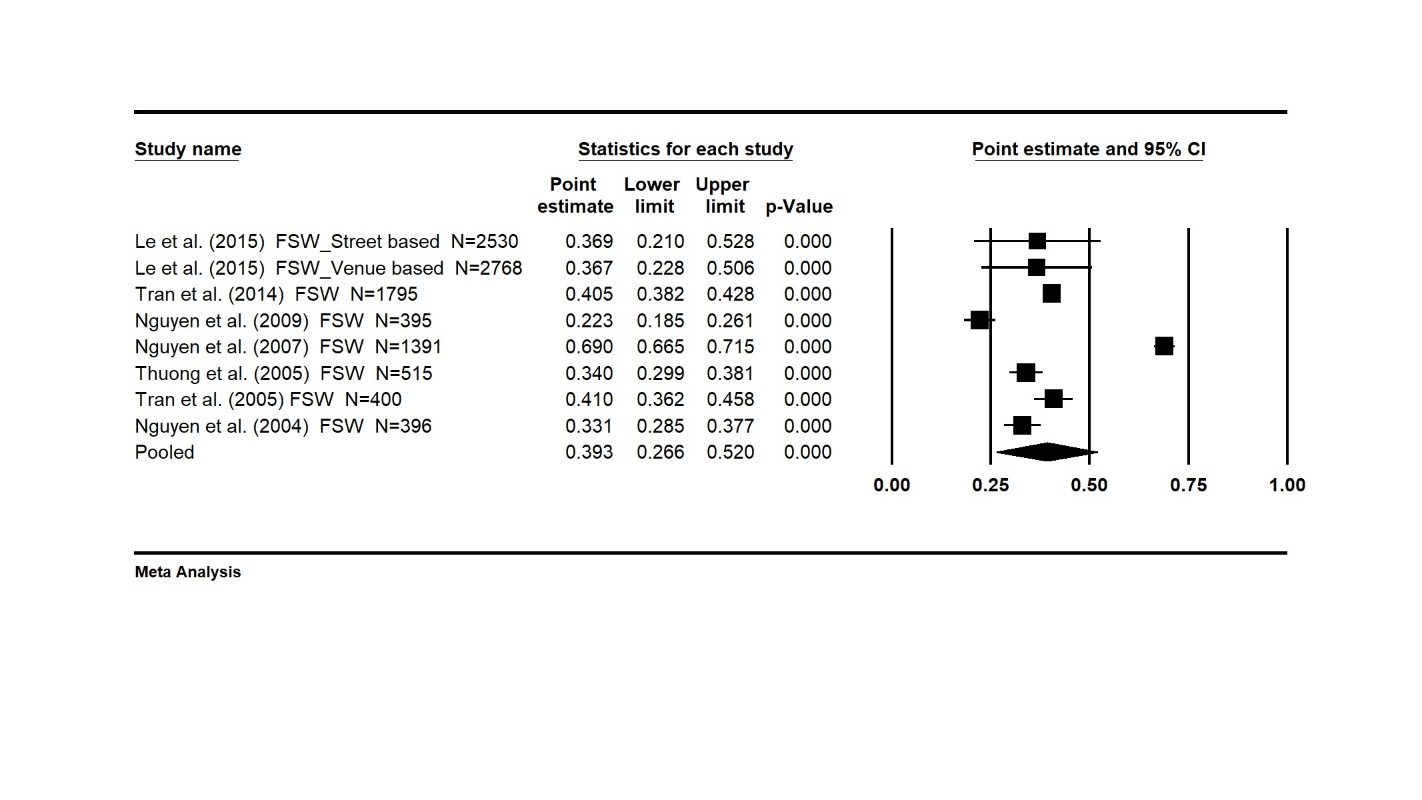 Study name Statistics for each study Point estimate and 95% CI
Point Lower Upper
estimate limit limit p-Value
Le et al. (2015) FSW_Street based N=2530 0.369 0.210 0.528 0.000
Le et al. (2015) FSW_Venue based N=2768 0.367 0.228 0.506 0.000
Tran et al. (2014) FSW N=1795 0.405 0.382 0.428 0.000
Nguyen et al. (2009) FSW N=395 0.223 0.185 0.261 0.000
Nguyen et al. (2007) FSW N=1391 0.690 0.665 0.715 0.000
Thuong et al. (2005) FSW N=515 0.340 0.299 0.381 0.000
Tran et al. (2005) FSW N=400 0.410 0.362 0.458 0.000
Nguyen et al. (2004) FSW N=396 0.331 0.285 0.377 0.000
Pooled 0.393 0.266 0.520 0.000
0.00 0.25 0.50 0.75 1.00
Meta Analysis